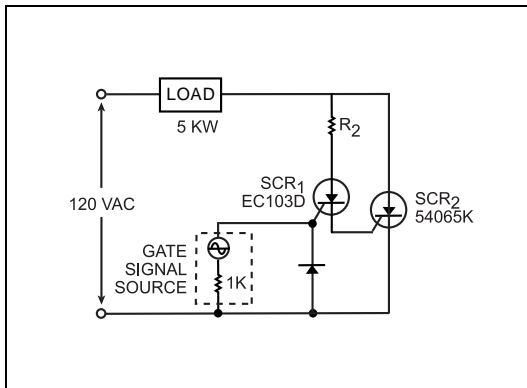 LOAD
5 KW
R2
SCR1
EC103D
SCR2
54065K
120 VAC
GATE
SIGNAL
SOURCE
1K